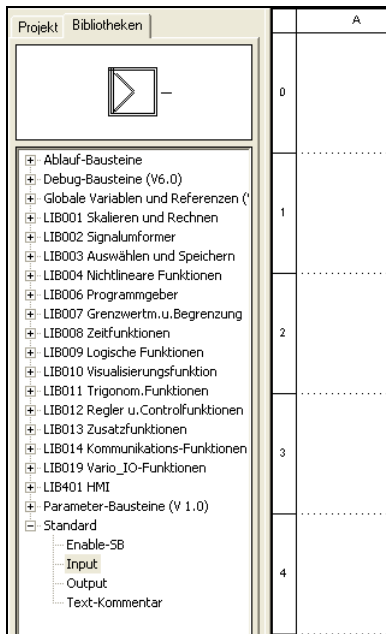 Projekt Bibliotheken
A
0
Ablauf-Bausteine
Debug-Bausteine (V6.0)
Globale Variablen und Referenzen ('
LIB001 Skalieren und Rechnen
1
LIB002 Signalumformer
LIB003 Auswählen und Speichern
LIB004 Nichtlineare Funktionen
LIB006 Programmgeber
LIB007 Grenzwertm.u.Begrenzung
2
LIB008 Zeitfunktionen
LIB009 Logische Funktionen
LIB010 Visualisierungsfunktion
LIB011 Trigonom.Funktionen
LIB012 Regler u.Controlfunktionen
LIB013 Zusatzfunktionen
LIB014 Kommunikations-Funktionen
3
LIB019 Vario_IO-Funktionen
LIB401 HMI
Parameter-Bausteine (V 1.0)
Standard
Enable-SB
Input
4
Output
Text-Kommentar